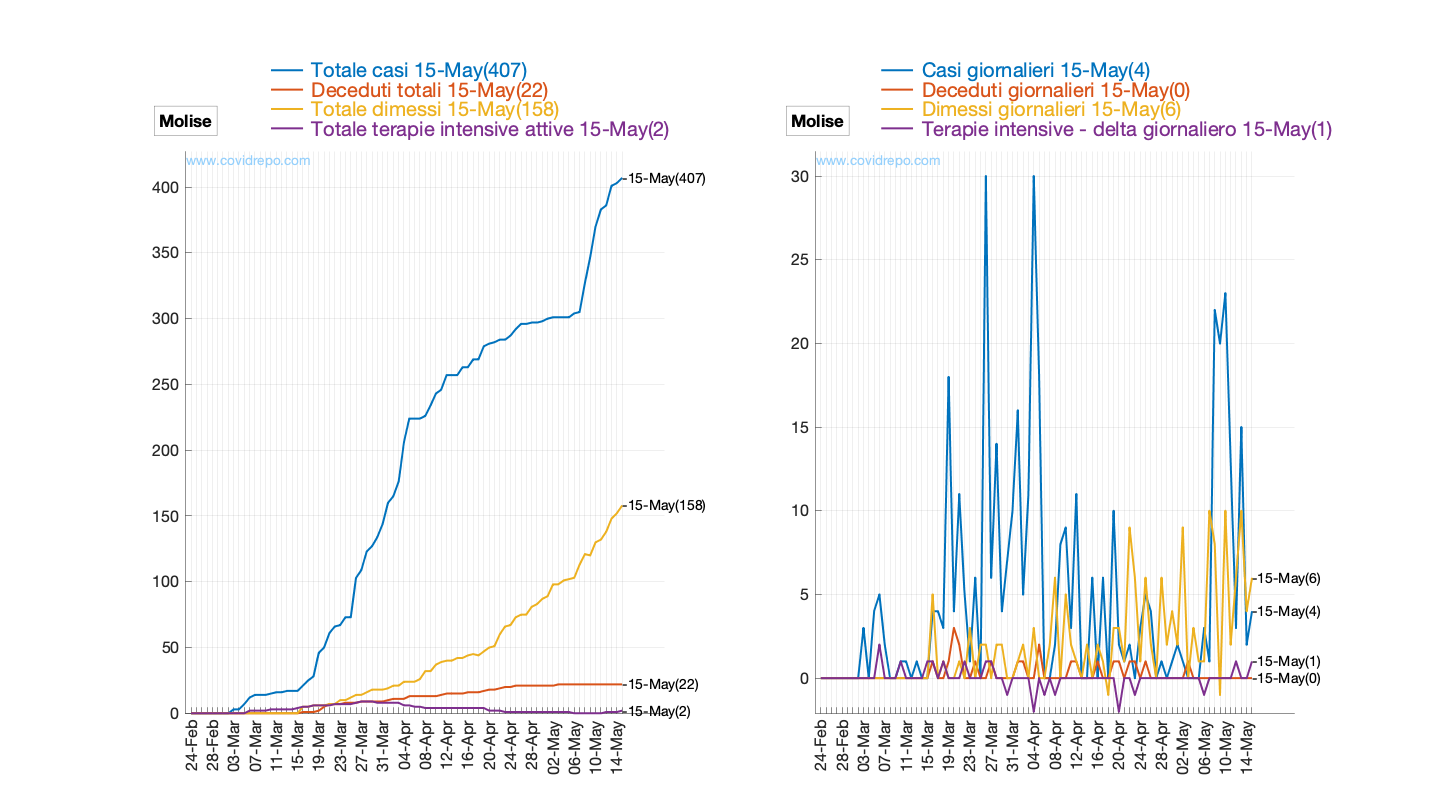 Totale casi 15-May(407)
Deceduti totali 15-May(22)
Totale dimessi 15-May(158)
Totale terapie intensive attive 15-May(2)
Molise
www.covidrepo.com
400
350
300
250
200
150
100
50
0
15-May(407)
15-May(158)
15-May(22)
15-May(2)
24-Feb
28-Feb
03-Mar
07-Mar
11-Mar
15-Mar
19-Mar
23-Mar
27-Mar
31-Mar
04-Apr
08-Apr
12-Apr
16-Apr
20-Apr
24-Apr
28-Apr
02-May
06-May
10-May
14-May
Casi giornalieri 15-May(4)
Deceduti giornalieri 15-May(0)
Dimessi giornalieri 15-May(6)
Terapie intensive - delta giornaliero 15-May(1)
Molise
www.covidrepo.com
30
25
20
15
10
5
0
15-May(6)
15-May(4)
15-May(1)
15-May(0)
24-Feb
28-Feb
03-Mar
07-Mar
11-Mar
15-Mar
19-Mar
23-Mar
27-Mar
31-Mar
04-Apr
08-Apr
12-Apr
16-Apr
20-Apr
24-Apr
28-Apr
02-May
06-May
10-May
14-May